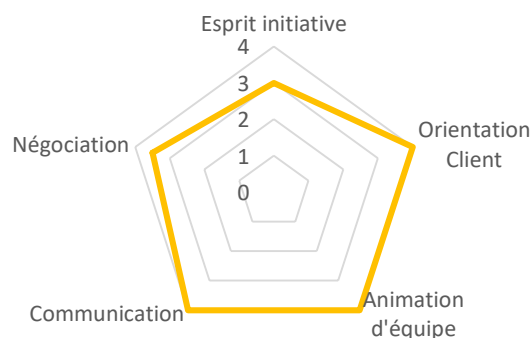 Esprit initiative
4
3
2
1
0
Orientation
Client
Animation
d'équipe
Communication
Négociation